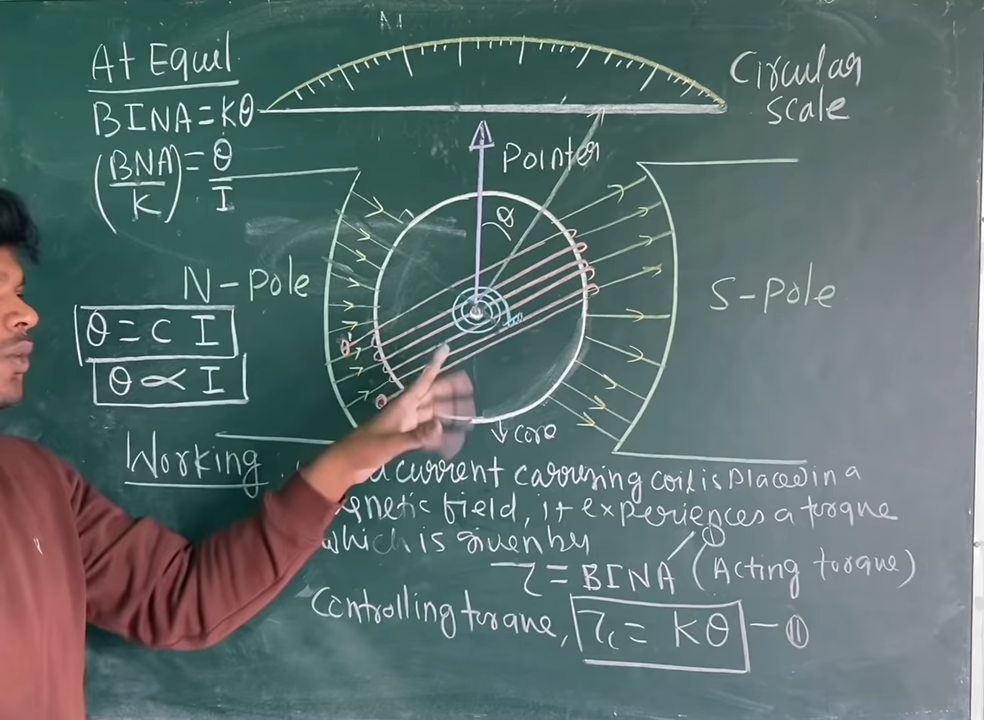 At Equil
BINA = Kθ
(BNA/K) = θ/I
Circular
scale
Pointer
θ
N-Pole
S-Pole
θ = C I
θ ∝ I
core
Working
current carrying coil is placed in a
field, it experiences a torque
which is given by
τ = BINA (Acting torque)
Controlling torque, τc = Kθ — (II)